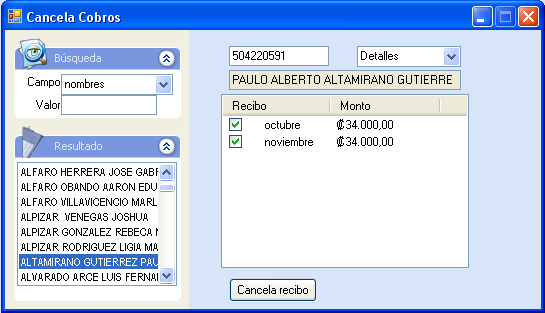 Cancela Cobros
Búsqueda
Campo nombres
Valor
Resultado
ALFARO HERRERA JOSE GABR
ALFARO OBANDO AARON EDU
ALFARO VILLAVICENCIO MARL
ALPIZAR VENEGAS JOSHUA
ALPIZAR GONZALEZ REBECA M
ALPIZAR RODRIGUEZ LIGIA MA
ALTAMIRANO GUTIERREZ PAU
ALVARADO ARCE LUIS FERNAN
504220591 Detalles
PAULO ALBERTO ALTAMIRANO GUTIERRE
Recibo Monto
octubre ₡34.000,00
noviembre ₡34.000,00
Cancela recibo